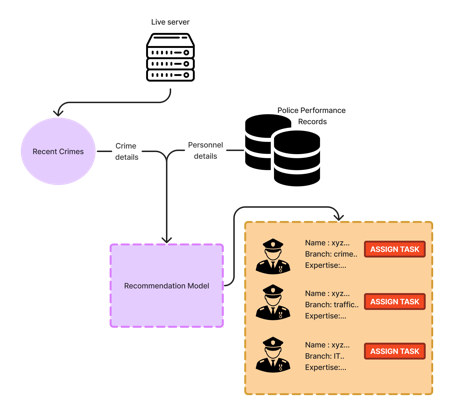 Live server
Police Performance
Records
Recent Crimes
Crime
details
Personnel
details
Recommendation Model
Name : xyz...
Branch: crime..
Expertise:...
ASSIGN TASK
Name : xyz...
Branch: traffic..
Expertise:...
ASSIGN TASK
Name : xyz...
Branch: IT..
Expertise:...
ASSIGN TASK